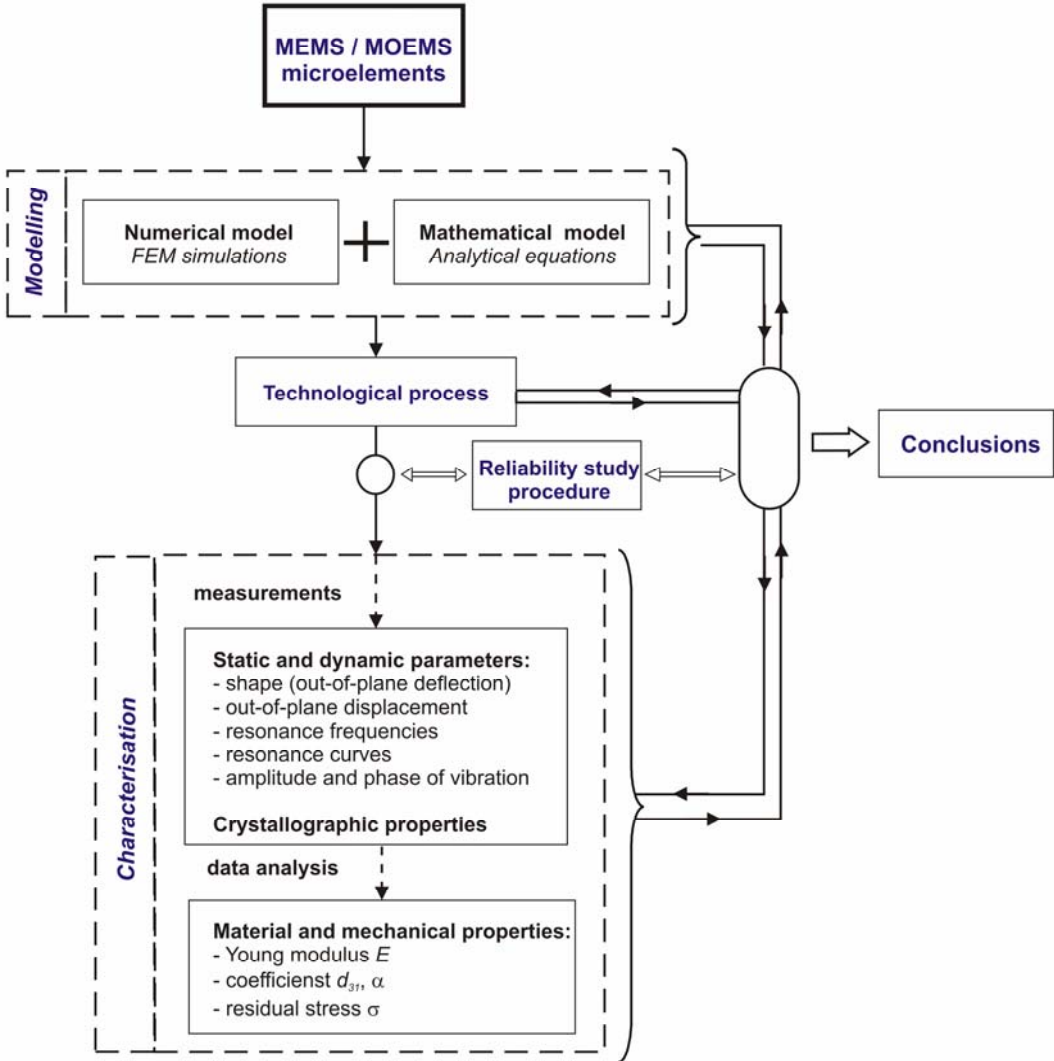 MEMS / MOEMS
microelements
Modelling
Numerical model
FEM simulations
+
Mathematical model
Analytical equations
Technological process
Reliability study
procedure
Conclusions
Characterisation
measurements
Static and dynamic parameters:
- shape (out-of-plane deflection)
- out-of-plane displacement
- resonance frequencies
- resonance curves
- amplitude and phase of vibration
Crystallographic properties
data analysis
Material and mechanical properties:
- Young modulus E
- coefficienst d31, α
- residual stress σ